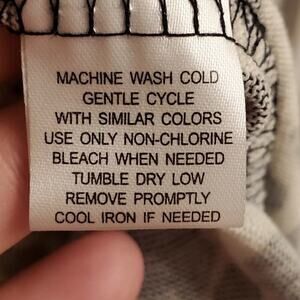 MACHINE WASH COLD
GENTLE CYCLE
WITH SIMILAR COLORS
USE ONLY NON-CHLORINE
BLEACH WHEN NEEDED
TUMBLE DRY LOW
REMOVE PROMPTLY
COOL IRON IF NEEDED